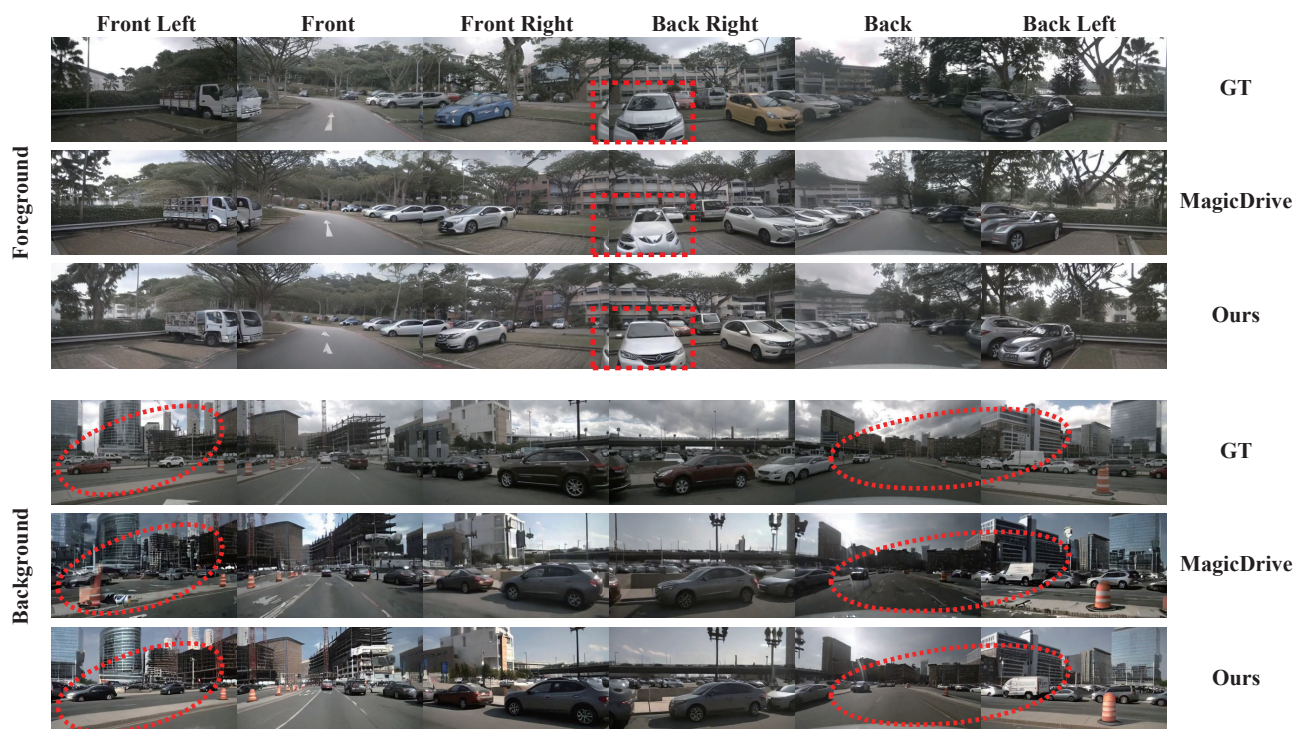 Front Left Front Front Right Back Right Back Back Left
Foreground
GT
MagicDrive
Ours
Background
GT
MagicDrive
Ours